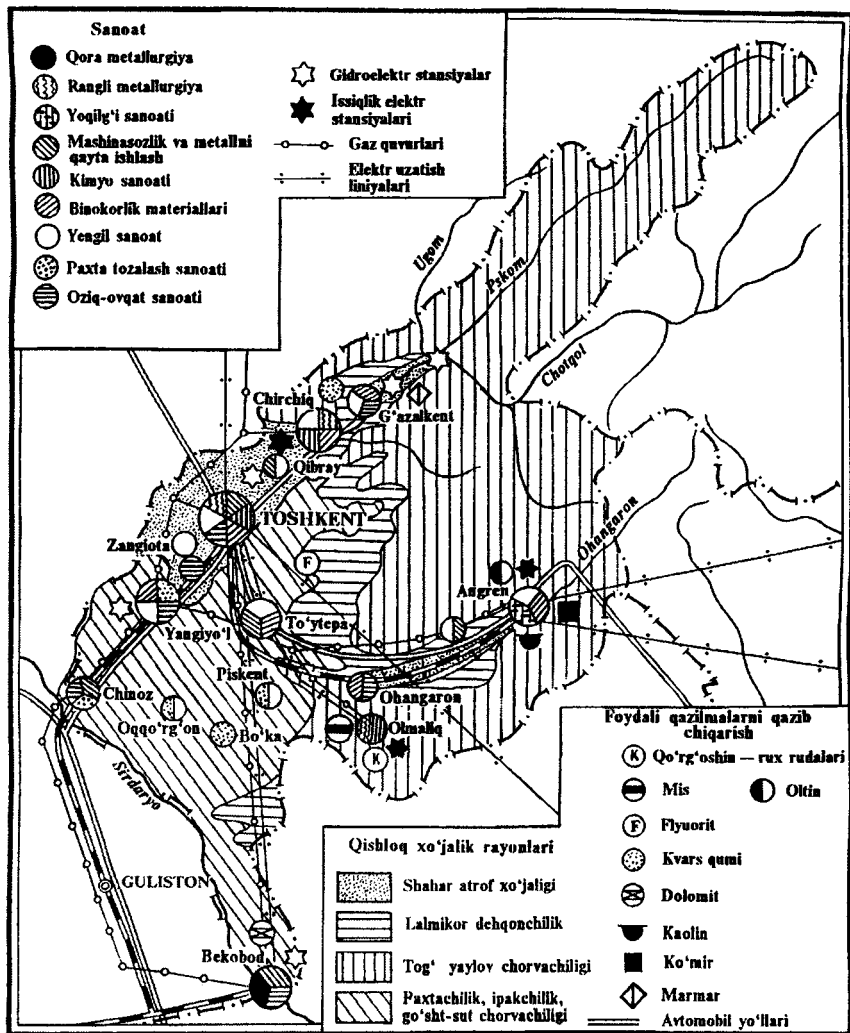 Sanoat
Qora metallurgiya
Rangli metallurgiya
Yoqilg‘i sanoati
Mashinasozlik va metallni
qayta ishlash
Kimyo sanoati
Binokorlik materiallari
Yengil sanoat
Paxta tozalash sanoati
Oziq-ovqat sanoati
Gidroelektr stansiyalar
Issiqlik elektr
stansiyalari
Gaz quvurlari
Elektr uzatish
liniyalari
Ugom
Pskom
Chotqol
Chirchiq
G‘azalkent
Qibray
TOSHKENT
Zangiota
F
Ohangaron
Angren
Yangiyo‘l
To‘ytepa
Piskent
Chinoz
Oqqo‘rg‘on
Bo‘ka
Ohangaron
Olmaliq
K
Sirdaryo
GULISTON
Bekobod
Qishloq xo‘jalik rayonlari
Shahar atrof xo‘jaligi
Lalmikor dehqonchilik
Tog‘ yaylov chorvachiligi
Paxtachilik, ipakchilik,
go‘sht-sut chorvachiligi
Foydali qazilmalarni qazib
chiqarish
K Qo‘rg‘oshin — rux rudalari
Mis
Oltin
F Flyuorit
Kvars qumi
Dolomit
Kaolin
Ko‘mir
Marmar
Avtomobil yo‘llari